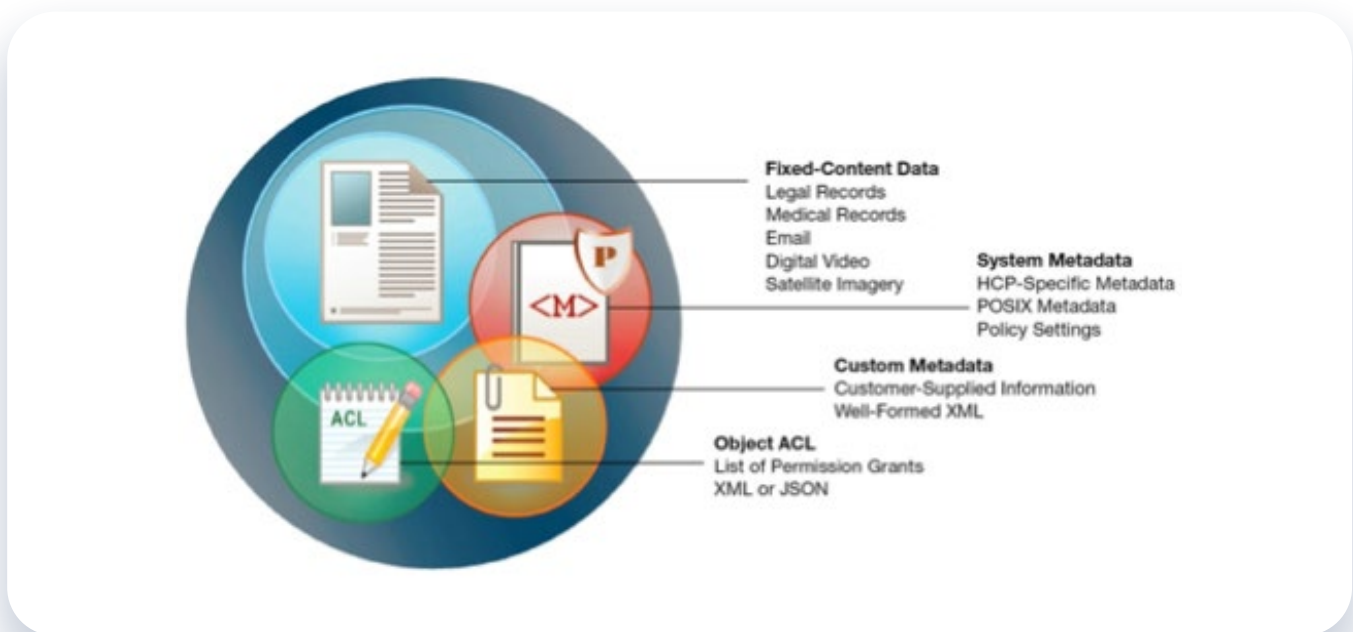 Fixed-Content Data
Legal Records
Medical Records
Email
Digital Video
Satellite Imagery
System Metadata
HCP-Specific Metadata
POSIX Metadata
Policy Settings
P
<M>
Custom Metadata
Customer-Supplied Information
Well-Formed XML
ACL
Object ACL
List of Permission Grants
XML or JSON